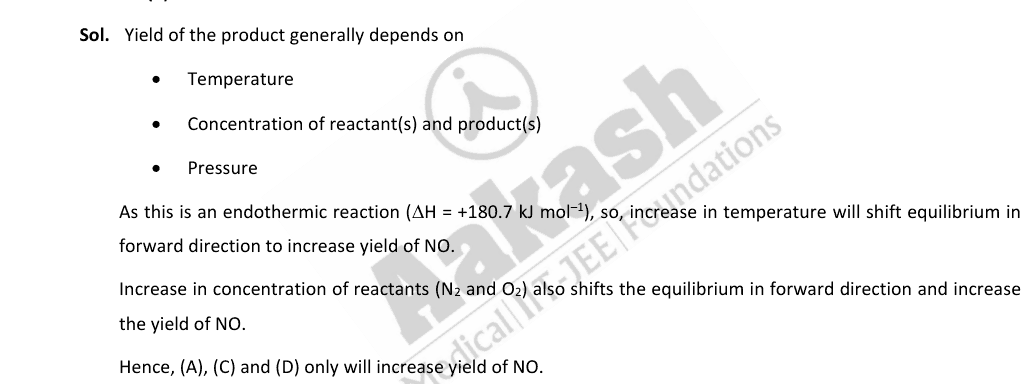 Sol. Yield of the product generally depends on
• Temperature
• Concentration of reactant(s) and product(s)
• Pressure
As this is an endothermic reaction (ΔH = +180.7 kJ mol⁻¹), so, increase in temperature will shift equilibrium in
forward direction to increase yield of NO.
Increase in concentration of reactants (N₂ and O₂) also shifts the equilibrium in forward direction and increase
the yield of NO.
Hence, (A), (C) and (D) only will increase yield of NO.
Aakash
Medical|IIT-JEE|Foundations